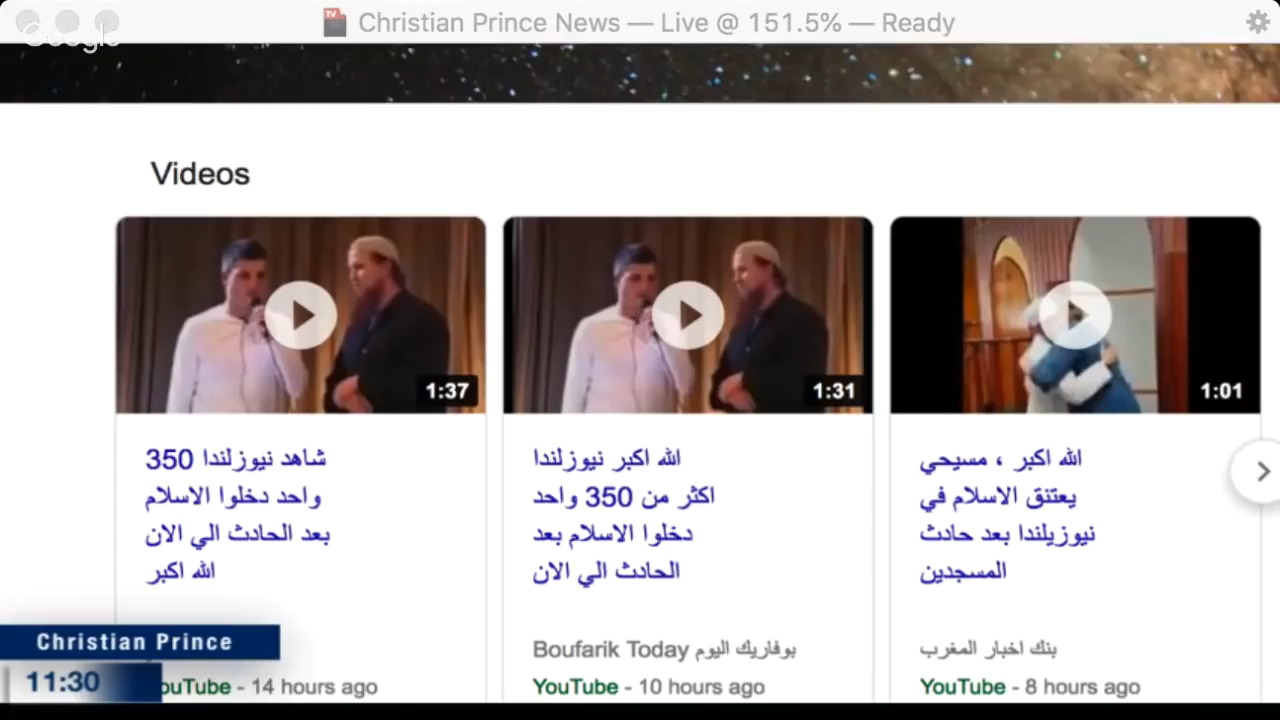 Christian Prince News — Live @ 151.5% — Ready
Google
Videos
1:37
1:31
1:01
شاهد نيوزلندا 350
واحد دخلوا الاسلام
بعد الحادث الي الان
الله اكبر
الله اكبر نيوزلندا
اكثر من 350 واحد
دخلوا الاسلام بعد
الحادث الي الان
الله اكبر ، مسيحي
يعتنق الاسلام في
نيوزيلندا بعد حادث
المسجدين
Boufarik Today بوفاريك اليوم
بنك اخبار المغرب
Christian Prince
11:30
ouTube - 14 hours ago
YouTube - 10 hours ago
YouTube - 8 hours ago